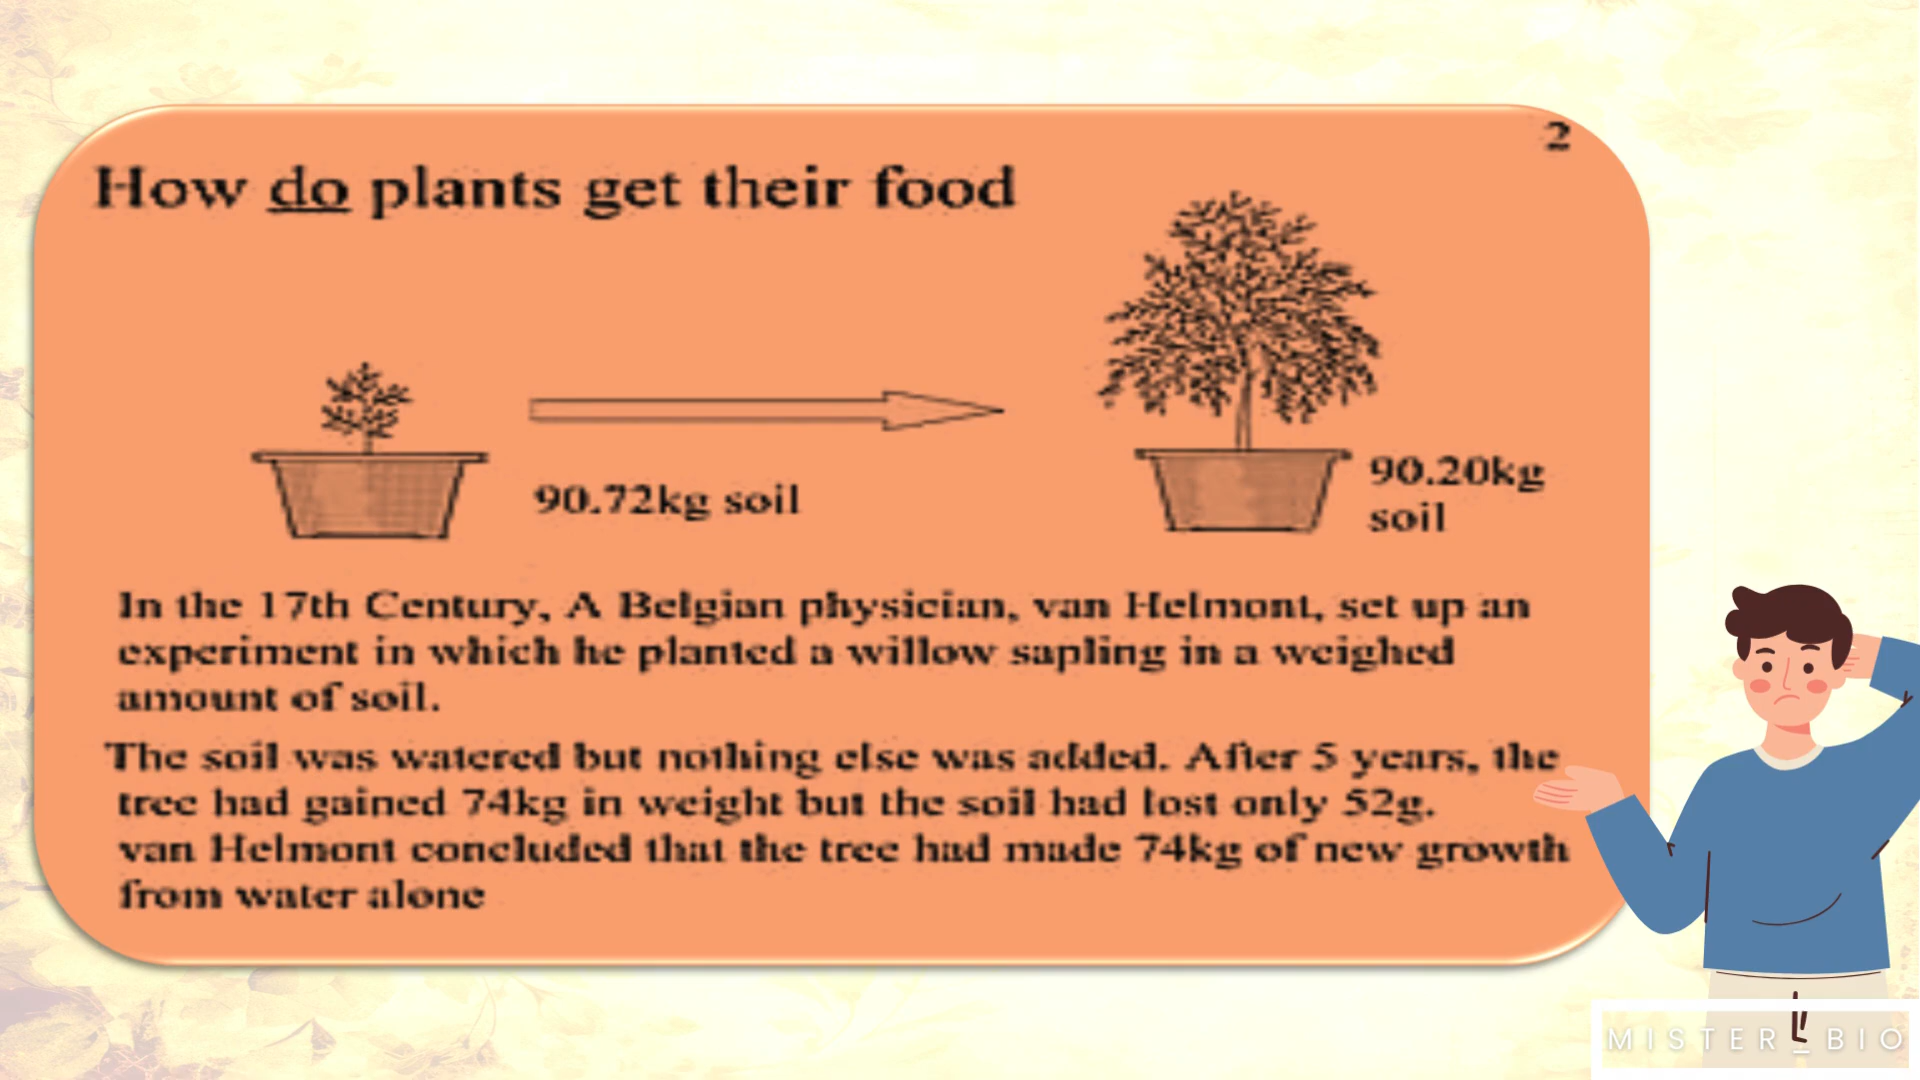 2
How do plants get their food
90.72kg soil
90.20kg
soil
In the 17th Century, A Belgian physician, van Helmont, set up an
experiment in which he planted a willow sapling in a weighed
amount of soil.
The soil was watered but nothing else was added. After 5 years, the
tree had gained 74kg in weight but the soil had lost only 52g.
van Helmont concluded that the tree had made 74kg of new growth
from water alone
MISTER_BIO